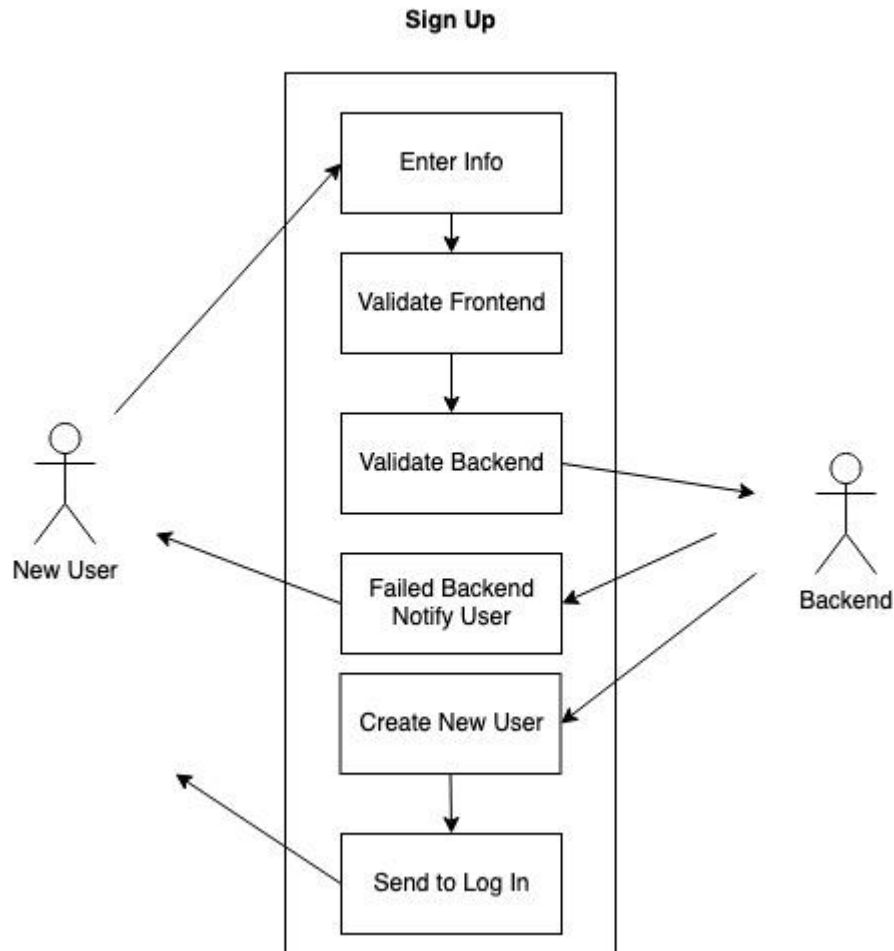 Sign Up
Enter Info
Validate Frontend
Validate Backend
New User
Failed Backend
Notify User
Backend
Create New User
Send to Log In